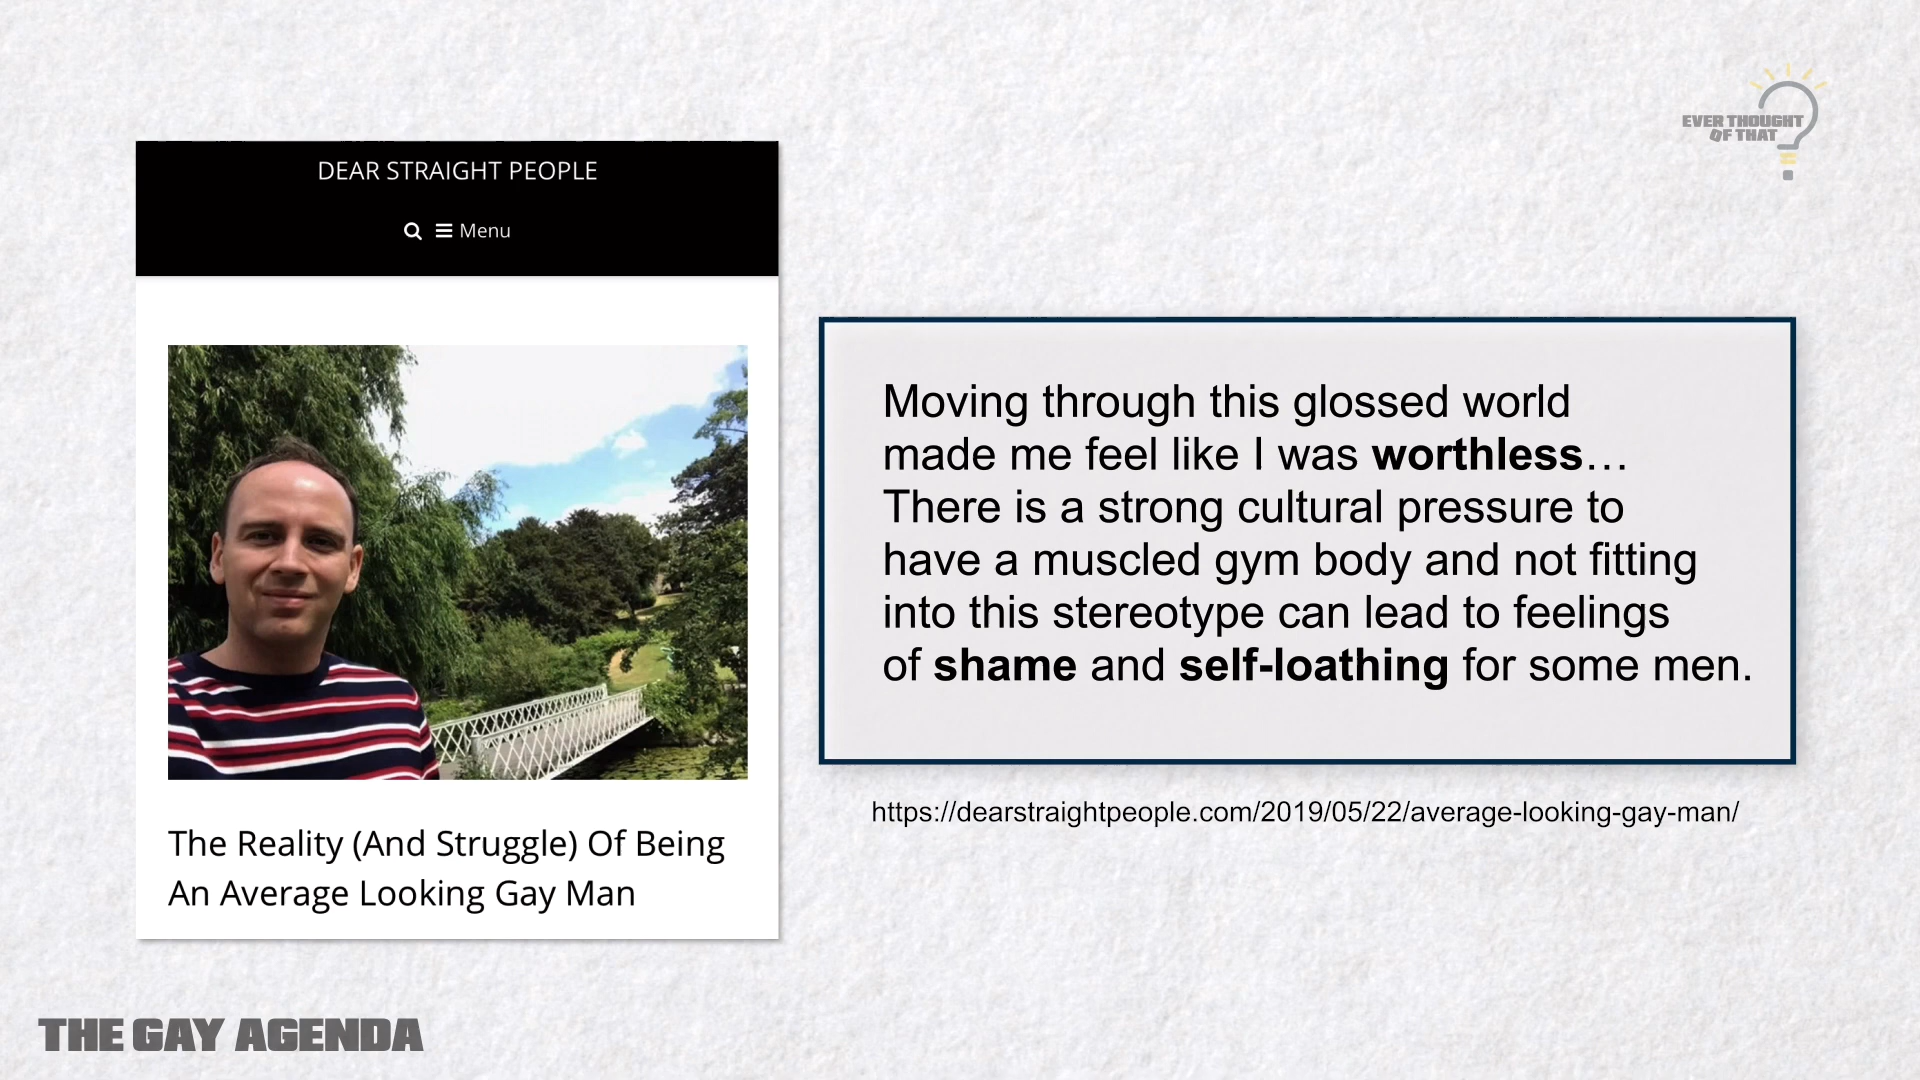 EVER THOUGHT
OF THAT
DEAR STRAIGHT PEOPLE
Menu
The Reality (And Struggle) Of Being
An Average Looking Gay Man
Moving through this glossed world
made me feel like I was worthless…
There is a strong cultural pressure to
have a muscled gym body and not fitting
into this stereotype can lead to feelings
of shame and self-loathing for some men.
https://dearstraightpeople.com/2019/05/22/average-looking-gay-man/
THE GAY AGENDA